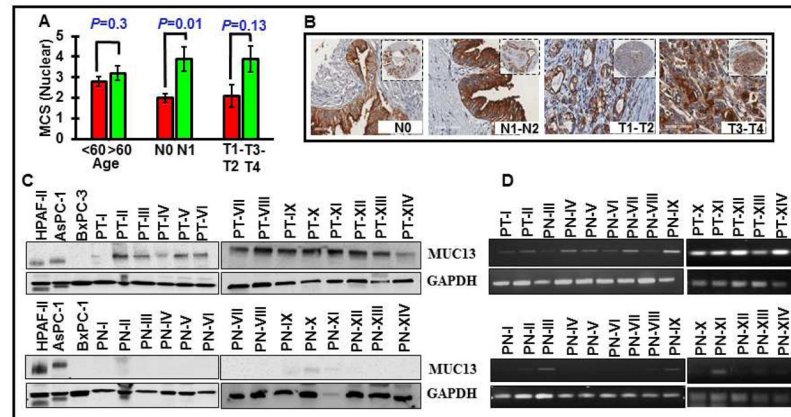 A
P=0.3 P=0.01 P=0.13
MCS (Nuclear)
5
4
3
2
1
0
<60 >60 N0 N1 T1- T3-
Age T2 T4
B
N0 N1-N2 T1-T2 T3-T4
C
HPAF-II AsPC-1 BxPC-3 PT-I PT-II PT-III PT-IV PT-V PT-VI PT-VII PT-VIII PT-IX PT-X PT-XI PT-XII PT-XIII PT-XIV
MUC13
GAPDH
HPAF-II AsPC-1 BxPC-1 PN-I PN-II PN-III PN-IV PN-V PN-VI PN-VII PN-VIII PN-IX PN-X PN-XI PN-XII PN-XIII PN-XIV
MUC13
GAPDH
D
PT-I PT-II PN-III PN-IV PN-V PN-VI PN-VII PN-VIII PN-IX PT-X PT-XI PT-XII PT-XIII PT-XIV
PN-I PN-II PN-III PN-IV PN-V PN-VI PN-VII PN-VIII PN-IX PN-X PN-XI PN-XII PN-XIII PN-XIV